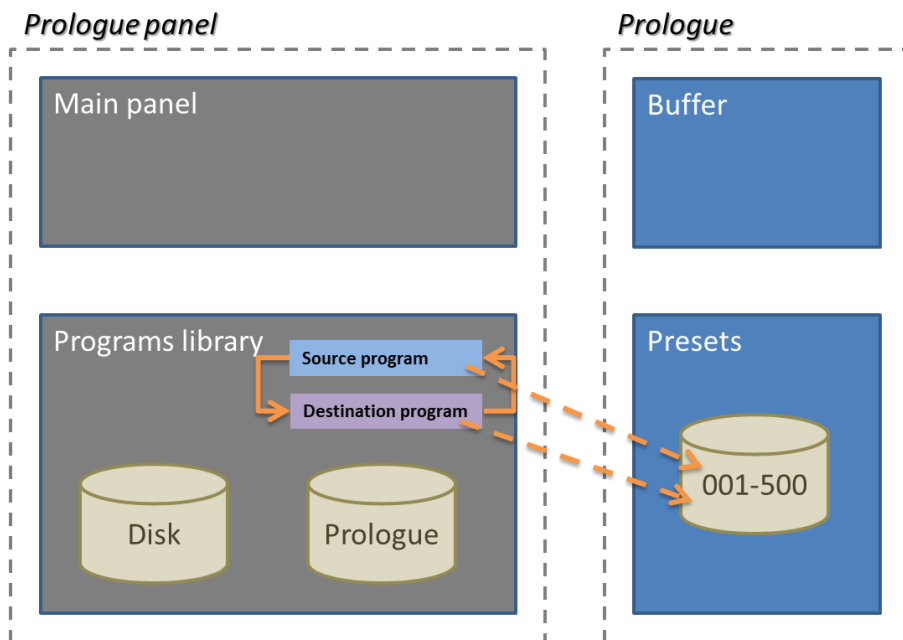 Prologue panel
Prologue
Main panel
Buffer
Programs library
Source program
Destination program
Disk
Prologue
Presets
001-500